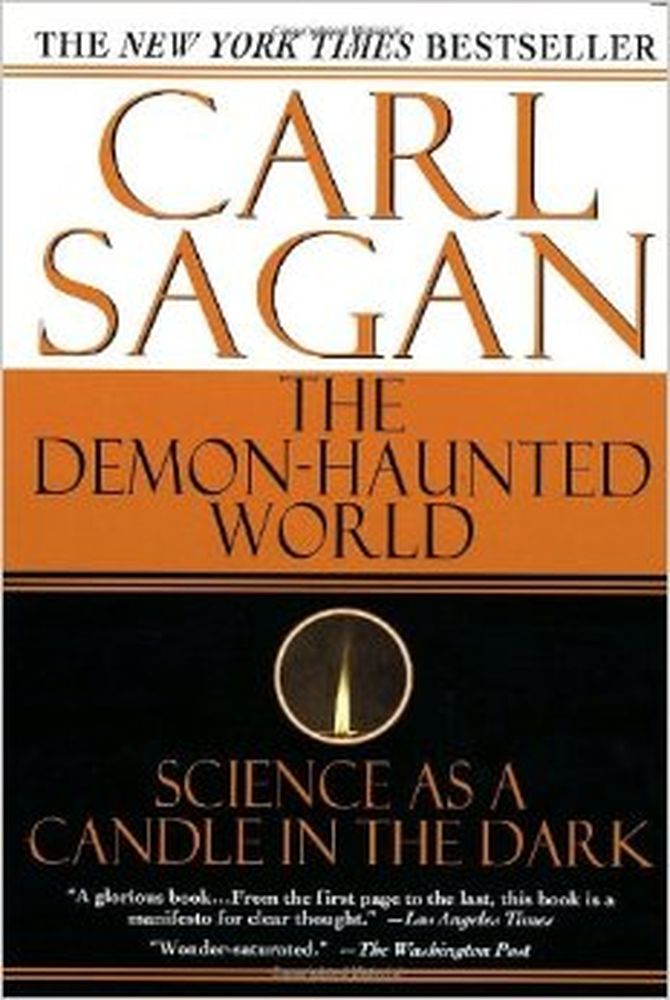 THE NEW YORK TIMES BESTSELLER
CARL
SAGAN
THE
DEMON-HAUNTED
WORLD
SCIENCE AS A
CANDLE IN THE DARK
"A glorious book...From the first page to the last, this book is a
manifesto for clear thought." —Los Angeles Times
"Wonder-saturated." —The Washington Post